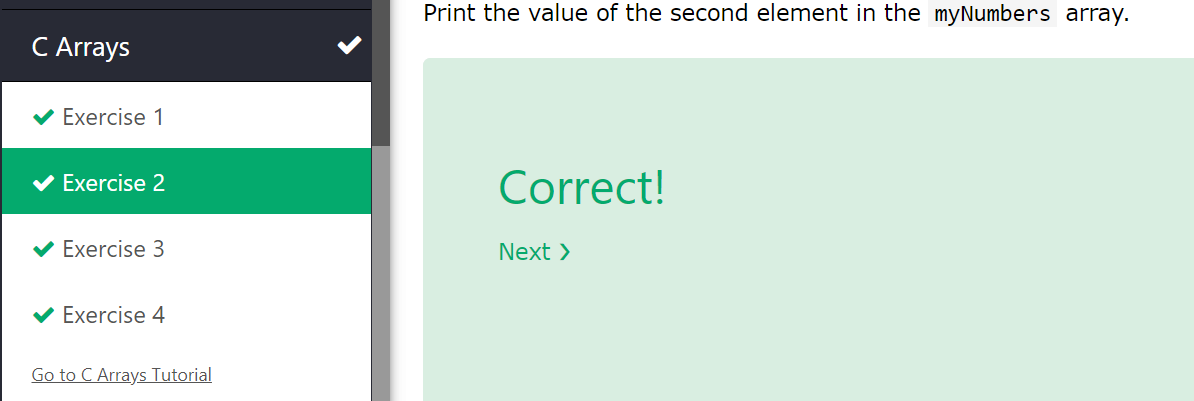 Print the value of the second element in the myNumbers array.
C Arrays
Exercise 1
Exercise 2
Exercise 3
Exercise 4
Go to C Arrays Tutorial
Correct!
Next ❯